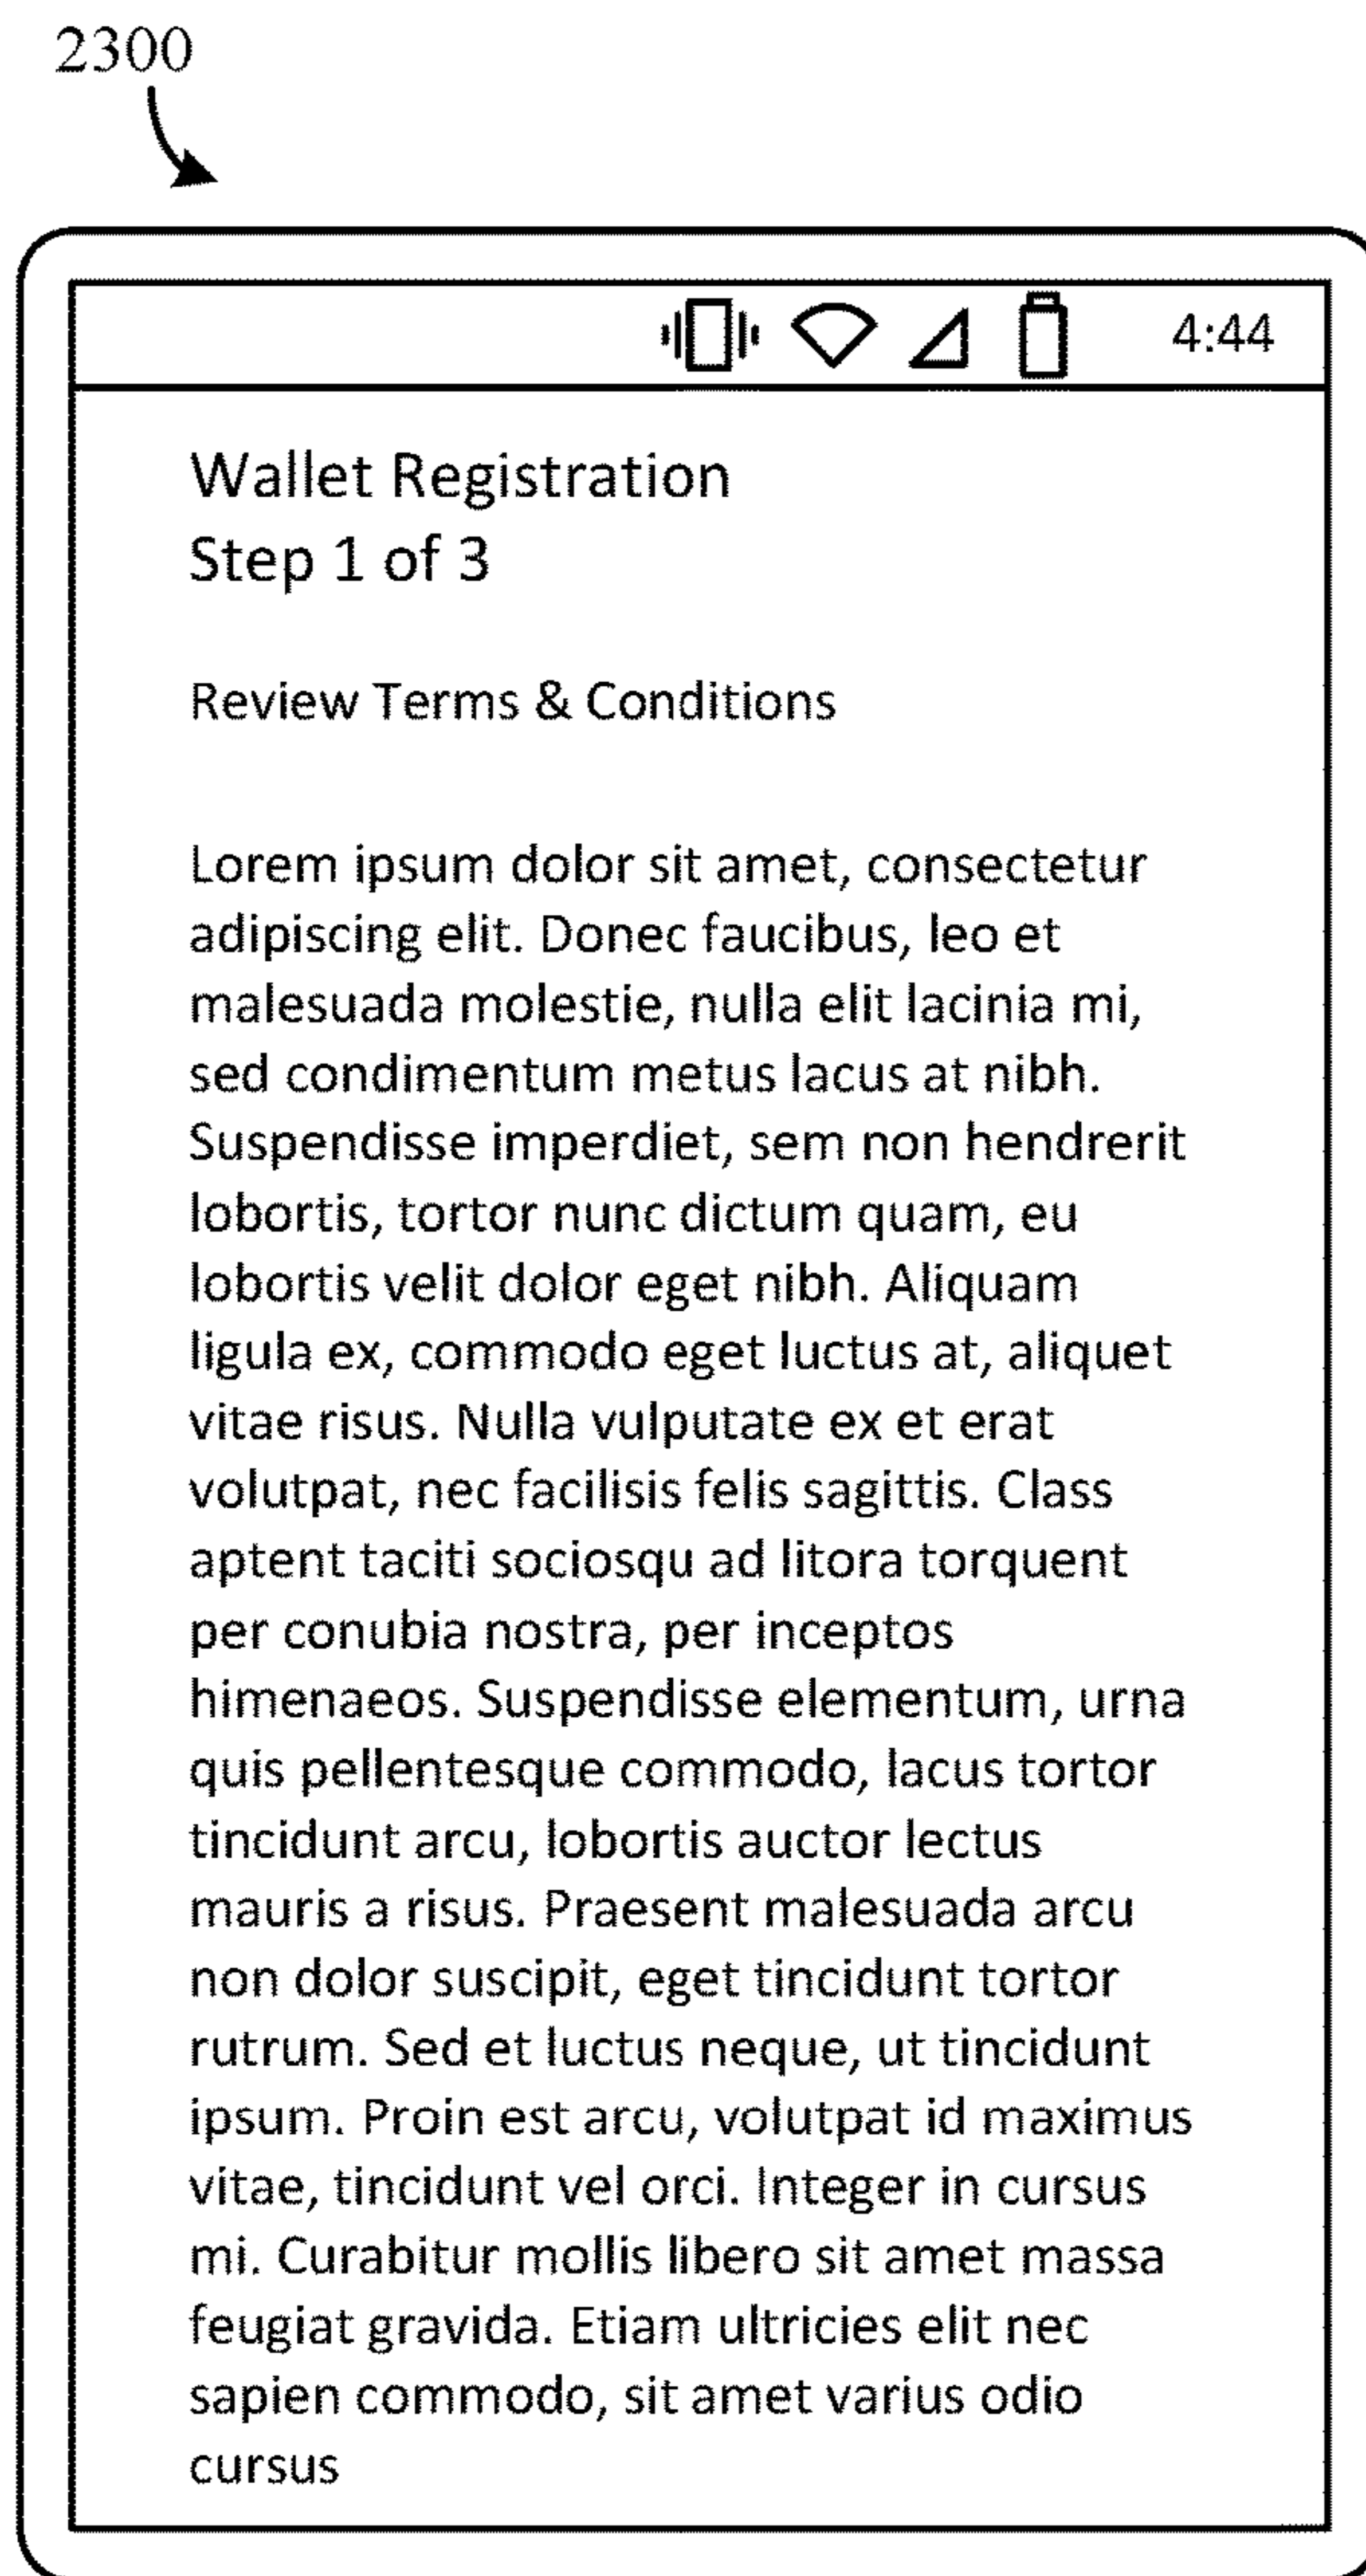 2300
4:44
Wallet Registration
Step 1 of 3
Review Terms & Conditions
Lorem ipsum dolor sit amet, consectetur
adipiscing elit. Donec faucibus, leo et
malesuada molestie, nulla elit lacinia mi,
sed condimentum metus lacus at nibh.
Suspendisse imperdiet, sem non hendrerit
lobortis, tortor nunc dictum quam, eu
lobortis velit dolor eget nibh. Aliquam
ligula ex, commodo eget luctus at, aliquet
vitae risus. Nulla vulputate ex et erat
volutpat, nec facilisis felis sagittis. Class
aptent taciti sociosqu ad litora torquent
per conubia nostra, per inceptos
himenaeos. Suspendisse elementum, urna
quis pellentesque commodo, lacus tortor
tincidunt arcu, lobortis auctor lectus
mauris a risus. Praesent malesuada arcu
non dolor suscipit, eget tincidunt tortor
rutrum. Sed et luctus neque, ut tincidunt
ipsum. Proin est arcu, volutpat id maximus
vitae, tincidunt vel orci. Integer in cursus
mi. Curabitur mollis libero sit amet massa
feugiat gravida. Etiam ultricies elit nec
sapien commodo, sit amet varius odio
cursus